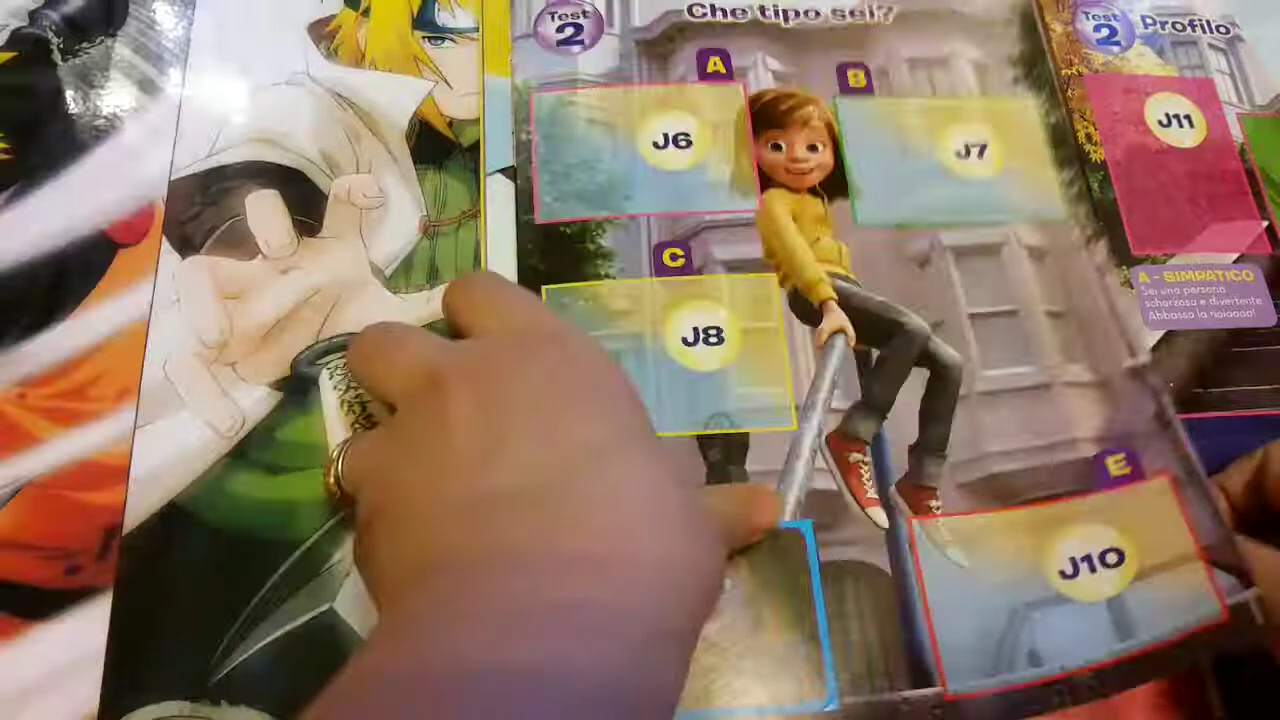 Test
2
Che tipo sei?
A
J6
B
J7
C
J8
E
J10
Test
2
Profilo
J11
A - SIMPATICO
Sei una persona
scherzosa e divertente
Abbasso la noiaaaa!